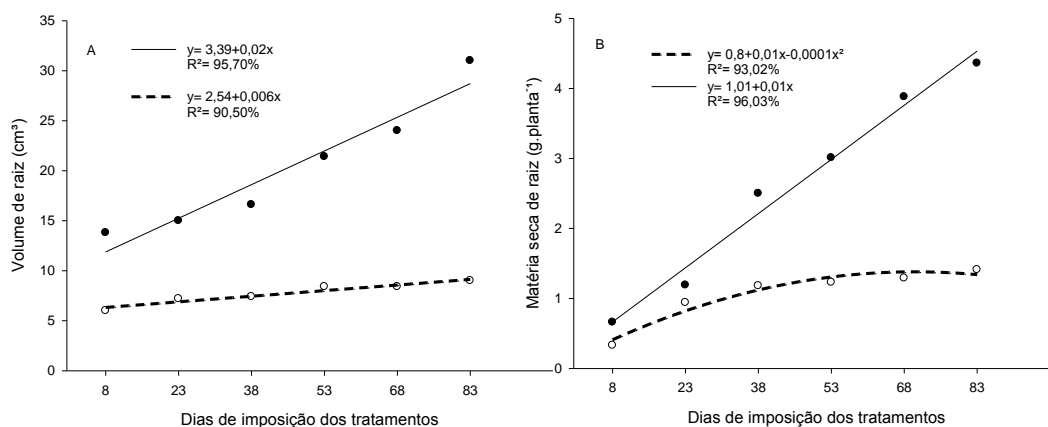 A
y= 3,39+0,02x
R²= 95,70%
y= 2,54+0,006x
R²= 90,50%
Volume de raiz (cm³)
35
30
25
20
15
10
5
0
8 23 38 53 68 83
Dias de imposição dos tratamentos
B
y= 0,8+0,01x-0,0001x²
R²= 93,02%
y= 1,01+0,01x
R²= 96,03%
Matéria seca de raiz (g.planta⁻¹)
5
4
3
2
1
0
8 23 38 53 68 83
Dias de imposição dos tratamentos